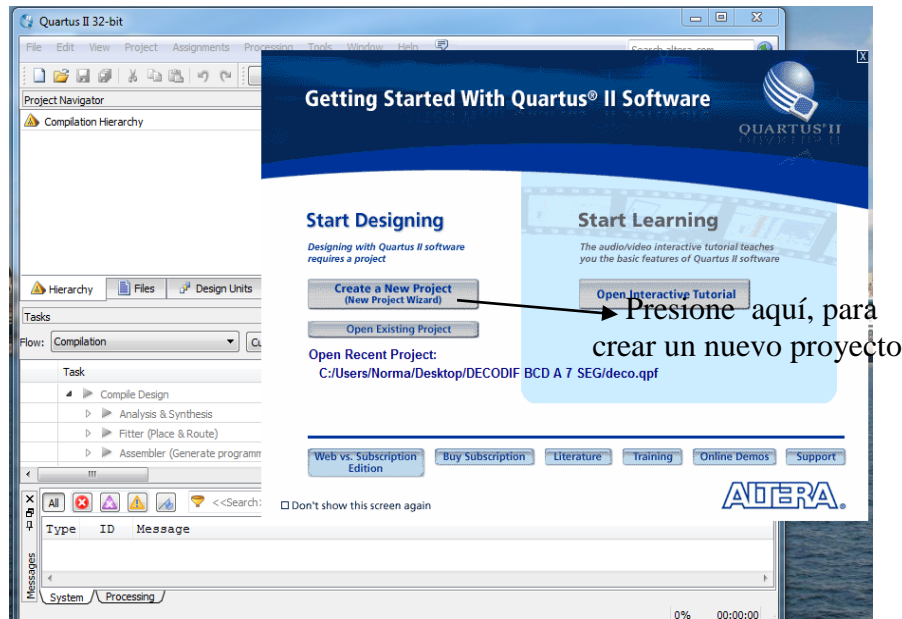 Quartus II 32-bit
File Edit View Project Assignments Processing Tools Window Help
Project Navigator
Compilation Hierarchy
Hierarchy Files Design Units
Tasks
Flow: Compilation
Task
Compile Design
Analysis & Synthesis
Fitter (Place & Route)
Assembler (Generate programm
X
Getting Started With Quartus® II Software
QUARTUS® II
Start Designing
Designing with Quartus II software
requires a project
Create a New Project
(New Project Wizard)
Open Existing Project
Open Recent Project:
C:/Users/Norma/Desktop/DECODIF BCD A 7 SEG/deco.qpf
Start Learning
The audio/video interactive tutorial teaches
you the basic features of Quartus II software
Open Interactive Tutorial
Presione aquí, para
crear un nuevo proyecto
Web vs. Subscription
Edition
Buy Subscription
Literature
Training
Online Demos
Support
Don't show this screen again
ALTERA®
All <<Search>
Type ID Message
Messages
System Processing
0% 00:00:00